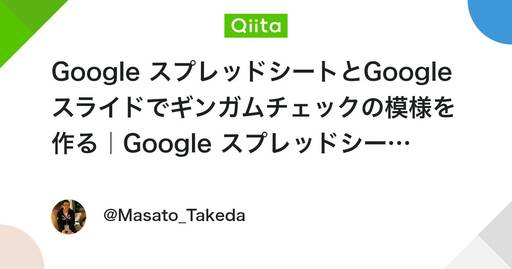 Qiita
Google スプレッドシートとGoogle
スライドでギンガムチェックの模様を
作る｜Google スプレッドシー…
@Masato_Takeda